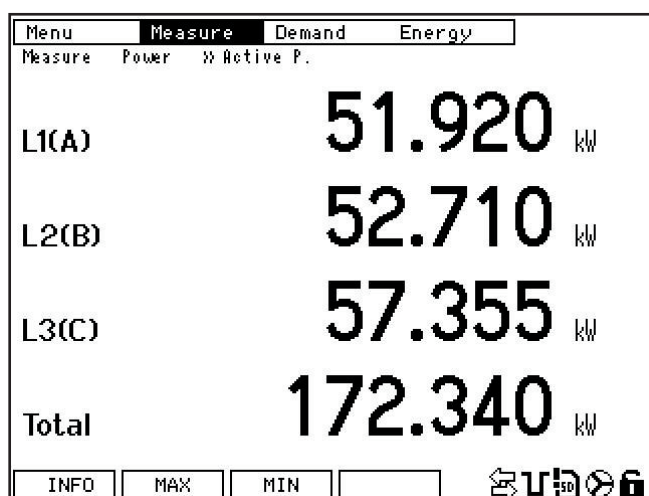 Menu Measure Demand Energy
Measure Power » Active P.
L1(A) 51.920 kW
L2(B) 52.710 kW
L3(C) 57.355 kW
Total 172.340 kW
INFO MAX MIN SD